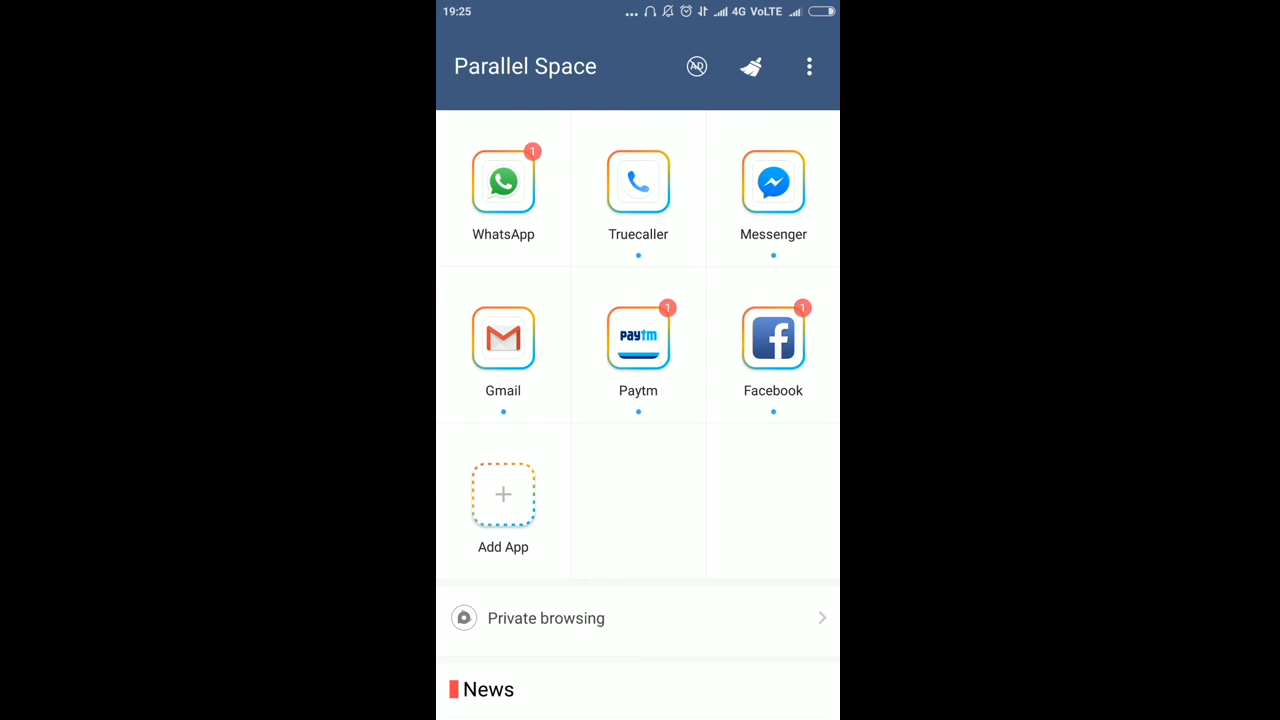 19:25
4G VoLTE
Parallel Space
AD
1
WhatsApp
Truecaller
Messenger
1
1
paytm
Gmail
Paytm
Facebook
Add App
Private browsing
News